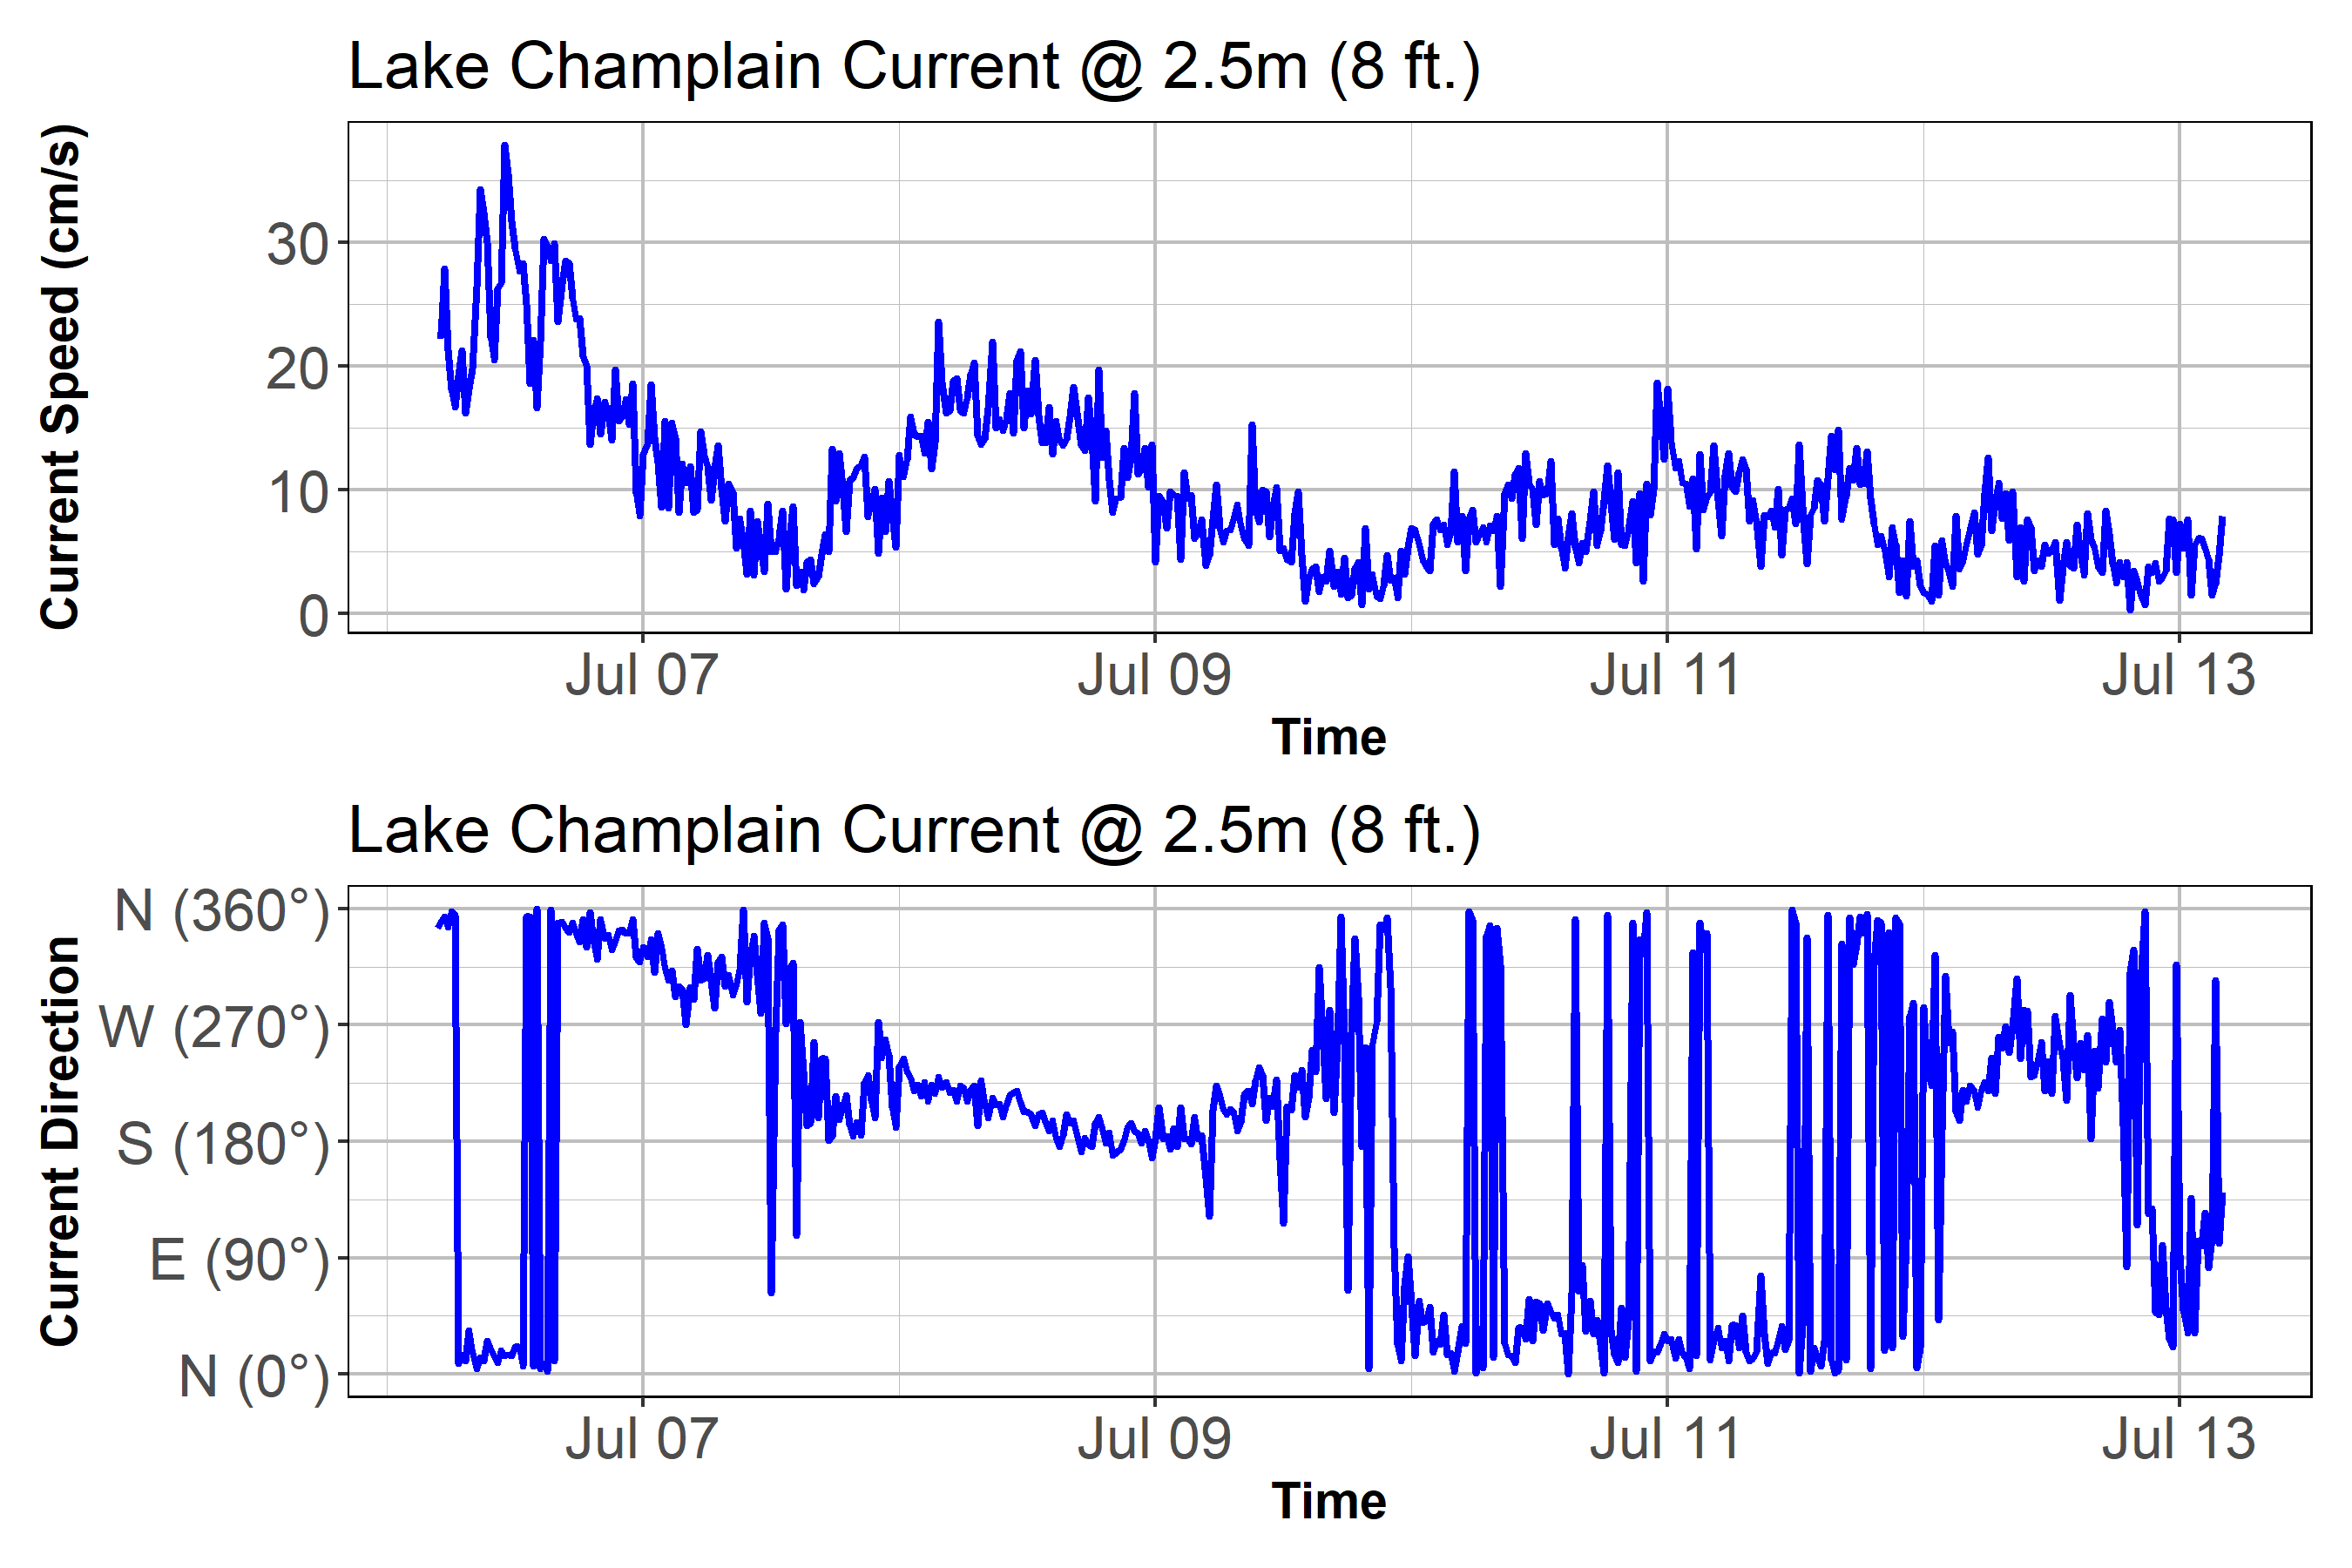 Lake Champlain Current @ 2.5m (8 ft.)
Current Speed (cm/s)
30
20
10
0
Jul 07 Jul 09 Jul 11 Jul 13
Time
Lake Champlain Current @ 2.5m (8 ft.)
Current Direction
N (360°)
W (270°)
S (180°)
E (90°)
N (0°)
Jul 07 Jul 09 Jul 11 Jul 13
Time